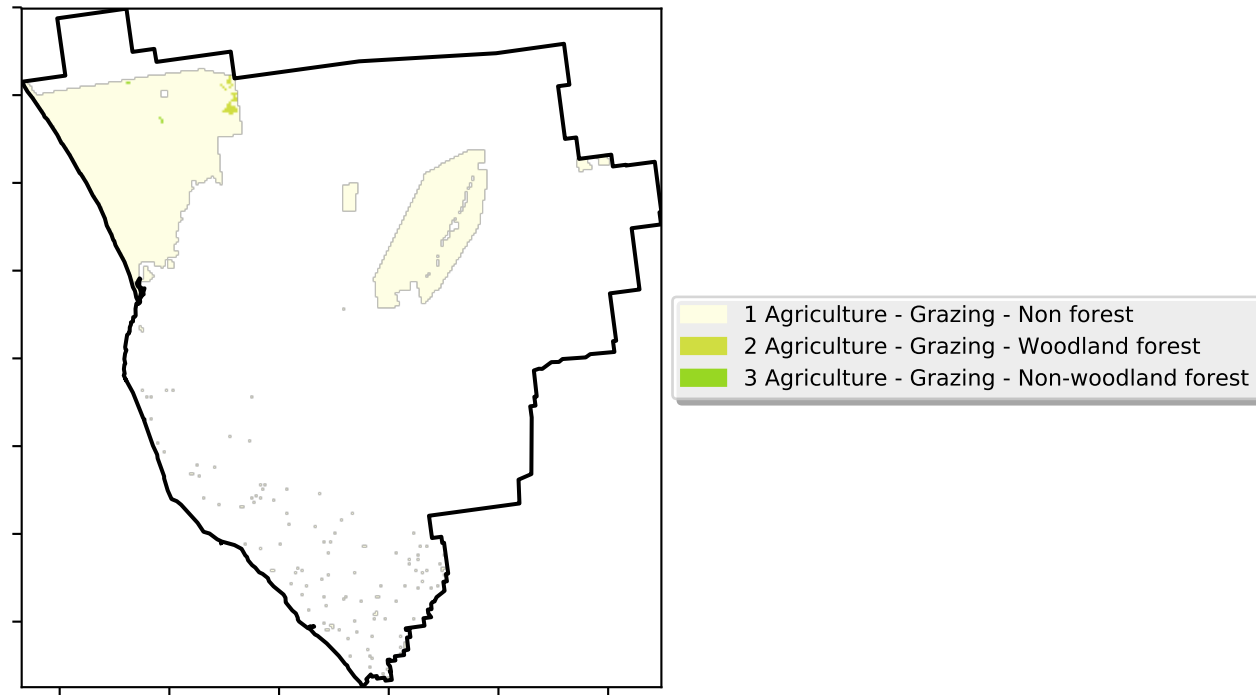 1 Agriculture - Grazing - Non forest
2 Agriculture - Grazing - Woodland forest
3 Agriculture - Grazing - Non-woodland forest